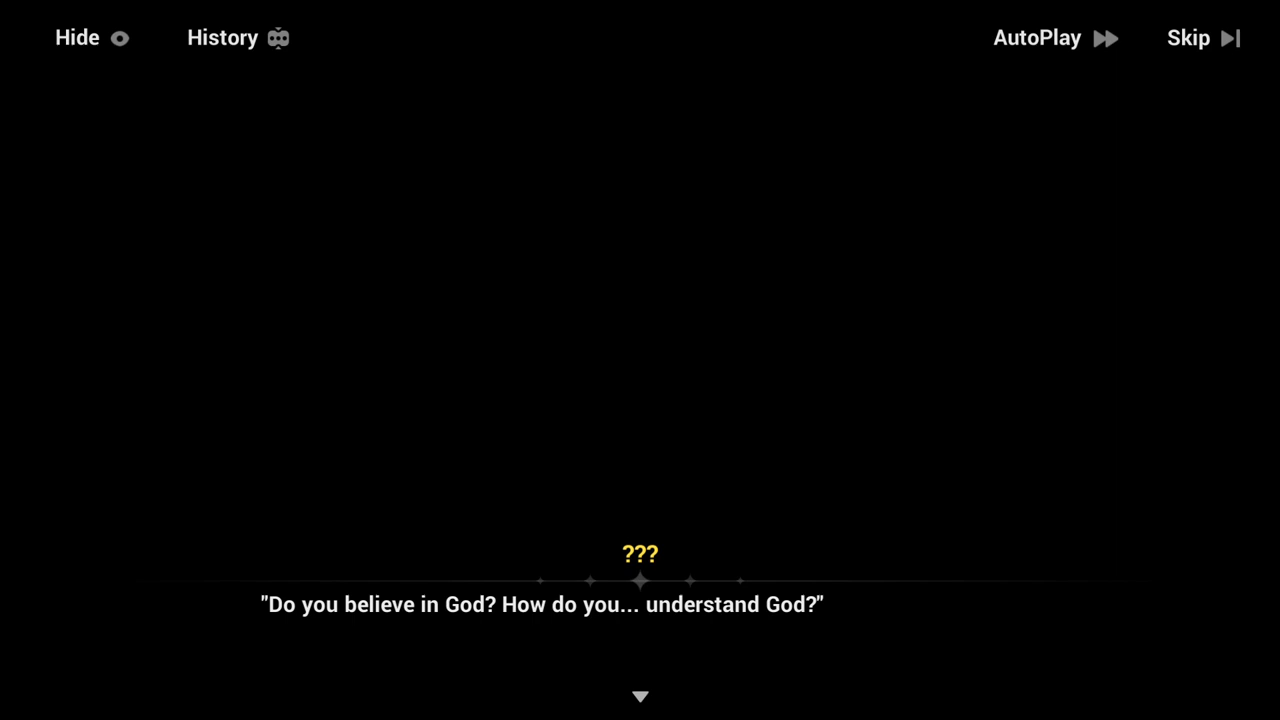 Hide
History
AutoPlay
Skip
???
"Do you believe in God? How do you... understand God?"